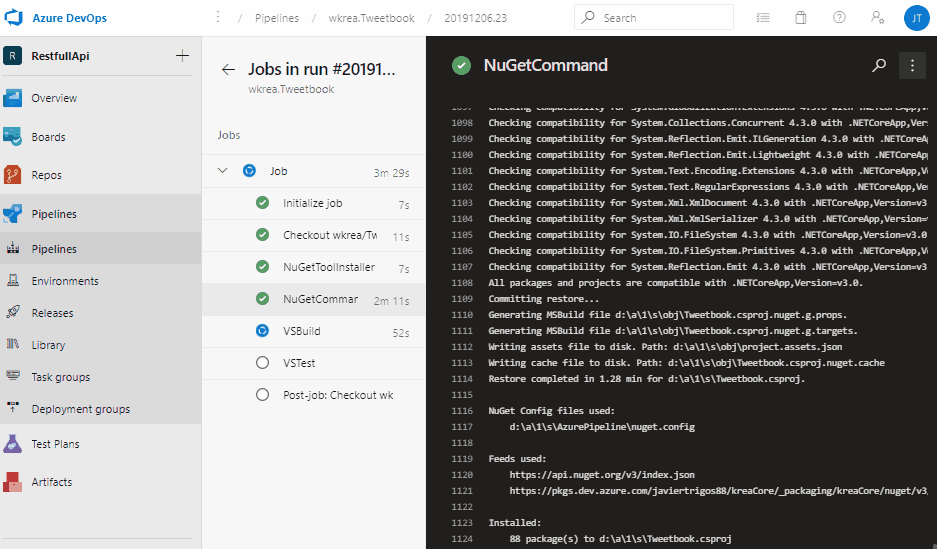 Azure DevOps
/ Pipelines / wkrea.Tweetbook / 20191206.23
Search
JT
R RestfullApi
Overview
Boards
Repos
Pipelines
Pipelines
Environments
Releases
Library
Task groups
Deployment groups
Test Plans
Artifacts
Jobs in run #20191...
wkrea.Tweetbook
Jobs
Job 3m 29s
Initialize job 7s
Checkout wkrea/Tw 11s
NuGetToolInstaller 7s
NuGetCommar 2m 11s
VSBuild 52s
VSTest
Post-job: Checkout wk
NuGetCommand
1097 Checking compatibility for System.Globalization.Extensions 4.3.0 with .NETCoreApp,V
1098 Checking compatibility for System.Collections.Concurrent 4.3.0 with .NETCoreApp,Ver
1099 Checking compatibility for System.Reflection.Emit.ILGeneration 4.3.0 with .NETCoreA
1100 Checking compatibility for System.Reflection.Emit.Lightweight 4.3.0 with .NETCoreApp
1101 Checking compatibility for System.Text.Encoding.Extensions 4.3.0 with .NETCoreApp,V
1102 Checking compatibility for System.Text.RegularExpressions 4.3.0 with .NETCoreApp,Ve
1103 Checking compatibility for System.Xml.XmlDocument 4.3.0 with .NETCoreApp,Version=v3
1104 Checking compatibility for System.Xml.XmlSerializer 4.3.0 with .NETCoreApp,Version=
1105 Checking compatibility for System.IO.FileSystem 4.3.0 with .NETCoreApp,Version=v3.0
1106 Checking compatibility for System.IO.FileSystem.Primitives 4.3.0 with .NETCoreApp,V
1107 Checking compatibility for System.Reflection.Emit 4.3.0 with .NETCoreApp,Version=v3
1108 All packages and projects are compatible with .NETCoreApp,Version=v3.0.
1109 Committing restore...
1110 Generating MSBuild file d:\a\1\s\obj\Tweetbook.csproj.nuget.g.props.
1111 Generating MSBuild file d:\a\1\s\obj\Tweetbook.csproj.nuget.g.targets.
1112 Writing assets file to disk. Path: d:\a\1\s\obj\project.assets.json
1113 Writing cache file to disk. Path: d:\a\1\s\obj\Tweetbook.csproj.nuget.cache
1114 Restore completed in 1.28 min for d:\a\1\s\Tweetbook.csproj.
1115
1116 NuGet Config files used:
1117 d:\a\1\s\AzurePipeline\nuget.config
1118
1119 Feeds used:
1120 https://api.nuget.org/v3/index.json
1121 https://pkgs.dev.azure.com/javiertrigos88/kreaCore/_packaging/kreaCore/nuget/v3/
1122
1123 Installed:
1124 88 package(s) to d:\a\1\s\Tweetbook.csproj